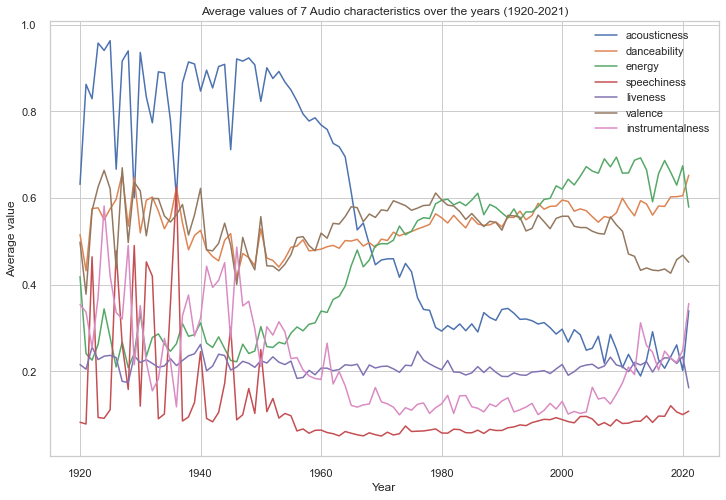 Average values of 7 Audio characteristics over the years (1920-2021)
acousticness
danceability
energy
speechiness
liveness
valence
instrumentalness
1.0
0.8
0.6
0.4
0.2
Average value
1920 1940 1960 1980 2000 2020
Year